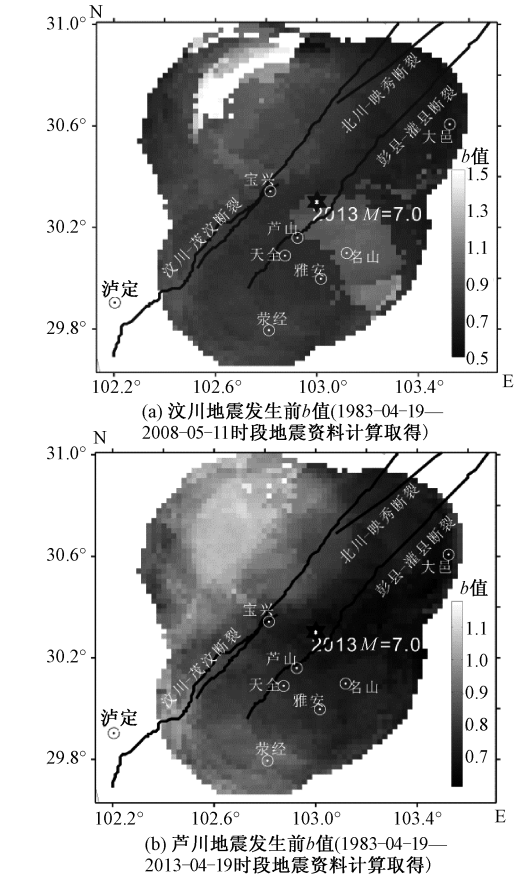 N
31.0°
30.6°
30.2°
29.8°
北川-映秀断裂
彭县-灌县断裂
大邑
b值
1.5
1.3
1.1
0.9
0.7
0.5
宝兴
2013 M=7.0
汶川-茂汶断裂
芦山
天全
名山
雅安
泸定
荥经
102.2°
102.6°
103.0°
103.4°
E
(a) 汶川地震发生前b值(1983-04-19—
2008-05-11时段地震资料计算取得)
N
31.0°
30.6°
30.2°
29.8°
北川-映秀断裂
彭县-灌县断裂
大邑
b值
1.1
1.0
0.9
0.8
0.7
宝兴
2013 M=7.0
汶川-茂汶断裂
芦山
天全
名山
雅安
泸定
荥经
102.2°
102.6°
103.0°
103.4°
E
(b) 芦川地震发生前b值(1983-04-19—
2013-04-19时段地震资料计算取得)